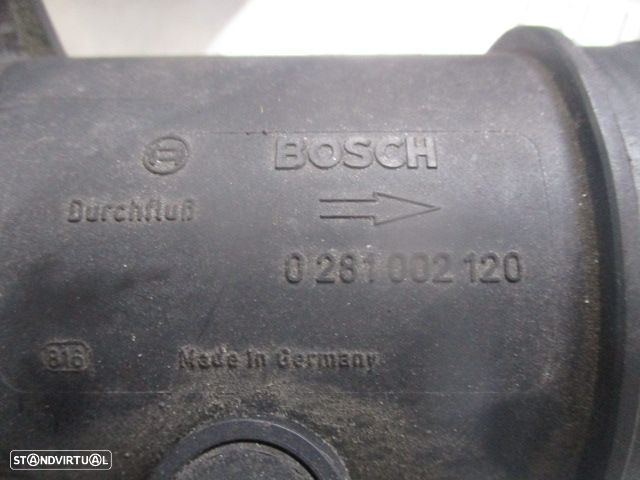 BOSCH
Durchfluß
0 281 002 120
816 Made in Germany
STANDVIRTUAL